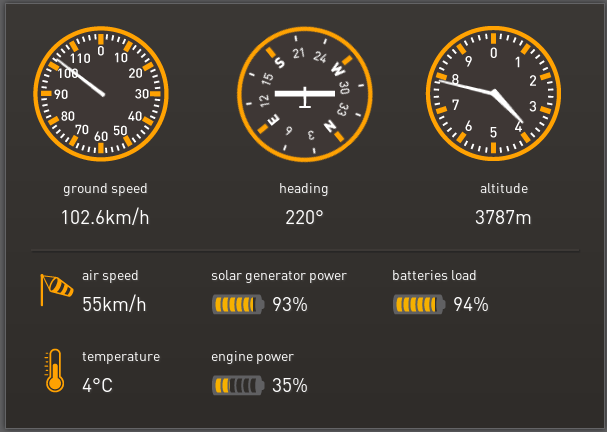 0
10
20
30
40
50
60
70
80
90
100
110
S
21
24
W
30
33
N
3
6
E
12
15
0
1
2
3
4
5
6
7
8
9
ground speed
heading
altitude
102.6km/h
220°
3787m
air speed
solar generator power
batteries load
55km/h
93%
94%
temperature
engine power
4°C
35%